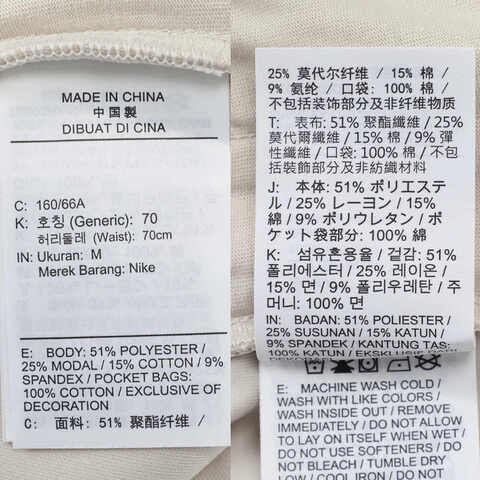 MADE IN CHINA
中國製
DIBUAT DI CINA
C: 160/66A
K: 호칭 (Generic): 70
허리둘레 (Waist): 70cm
IN: Ukuran: M
Merek Barang: Nike
E: BODY: 51% POLYESTER /
25% MODAL / 15% COTTON / 9%
SPANDEX / POCKET BAGS:
100% COTTON / EXCLUSIVE OF
DECORATION
C: 面料: 51% 聚酯纤维 /
25% 莫代尔纤维 / 15% 棉 /
9% 氨纶 / 口袋: 100% 棉 /
不包括装饰部分及非纤维物质
T: 表布: 51% 聚酯纖維 / 25%
莫代爾纖維 / 15% 棉 / 9% 彈
性纖維 / 口袋: 100% 棉 / 不包
括裝飾部分及非紡織材料
J: 本体: 51% ポリエステ
ル / 25% レーヨン / 15%
綿 / 9% ポリウレタン / ポ
ケット袋部分: 100% 綿
K: 섬유혼용율 / 겉감: 51%
폴리에스터 / 25% 레이온 /
15% 면 / 9% 폴리우레탄 / 주
머니: 100% 면
IN: BADAN: 51% POLIESTER /
25% SUSUNAN / 15% KATUN /
9% SPANDEX / KANTUNG TAS:
100% KATUN / EKSKLUSIF DARI
E: MACHINE WASH COLD /
WASH WITH LIKE COLORS /
WASH INSIDE OUT / REMOVE
IMMEDIATELY / DO NOT ALLOW
TO LAY ON ITSELF WHEN WET /
DO NOT USE SOFTENERS / DO
NOT BLEACH / TUMBLE DRY
LOW / COOL IRON / DO NOT